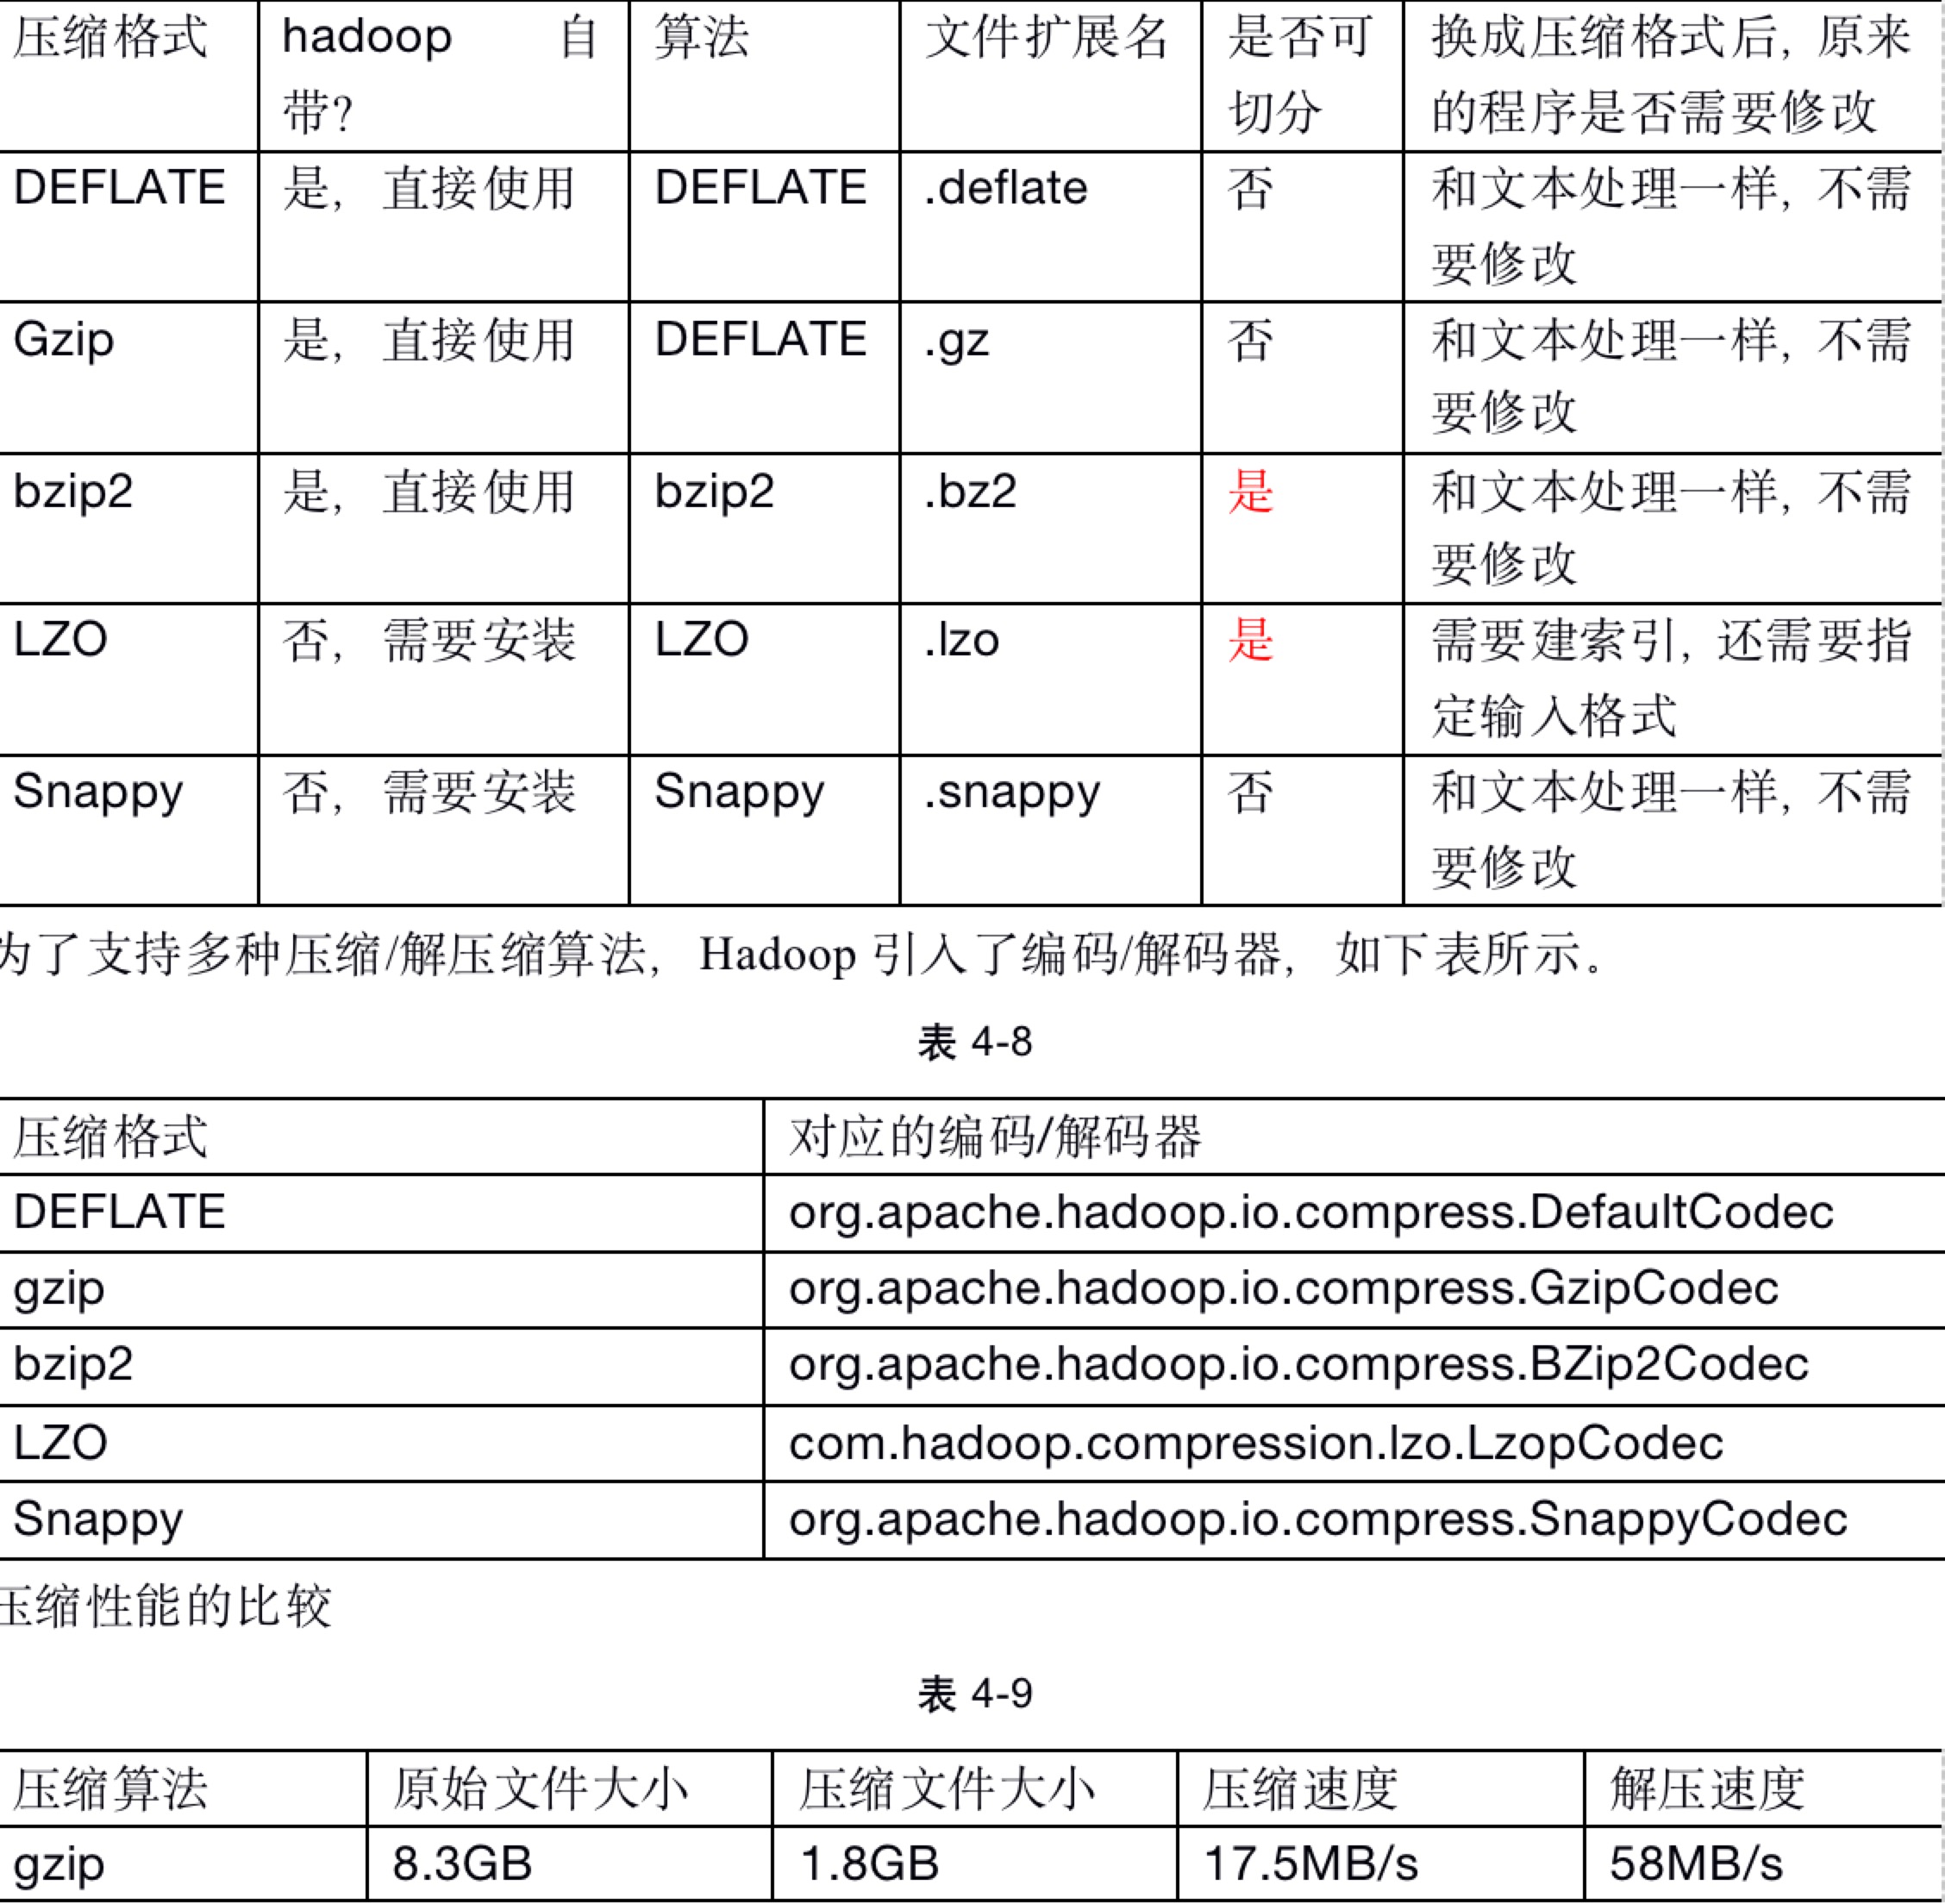 压缩格式 hadoop 自带? 算法 文件扩展名 是否可切分 换成压缩格式后，原来的程序是否需要修改
DEFLATE 是，直接使用 DEFLATE .deflate 否 和文本处理一样，不需要修改
Gzip 是，直接使用 DEFLATE .gz 否 和文本处理一样，不需要修改
bzip2 是，直接使用 bzip2 .bz2 是 和文本处理一样，不需要修改
LZO 否，需要安装 LZO .lzo 是 需要建索引，还需要指定输入格式
Snappy 否，需要安装 Snappy .snappy 否 和文本处理一样，不需要修改
为了支持多种压缩/解压缩算法，Hadoop 引入了编码/解码器，如下表所示。
表 4-8
压缩格式 对应的编码/解码器
DEFLATE org.apache.hadoop.io.compress.DefaultCodec
gzip org.apache.hadoop.io.compress.GzipCodec
bzip2 org.apache.hadoop.io.compress.BZip2Codec
LZO com.hadoop.compression.lzo.LzopCodec
Snappy org.apache.hadoop.io.compress.SnappyCodec
压缩性能的比较
表 4-9
压缩算法 原始文件大小 压缩文件大小 压缩速度 解压速度
gzip 8.3GB 1.8GB 17.5MB/s 58MB/s